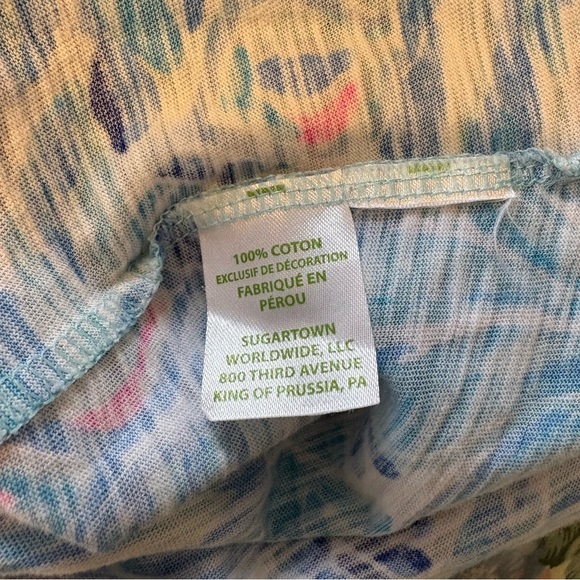 100% COTON
EXCLUSIF DE DÉCORATION
FABRIQUÉ EN
PÉROU
SUGARTOWN
WORLDWIDE, LLC
800 THIRD AVENUE
KING OF PRUSSIA, PA